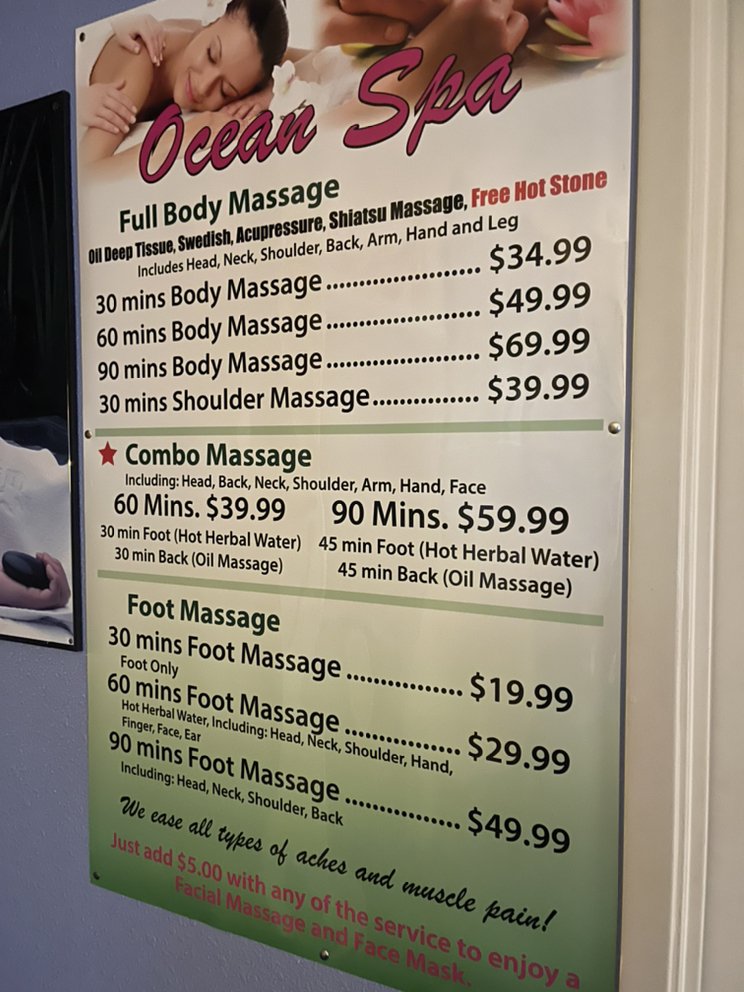 Ocean Spa
Full Body Massage
Oil Deep Tissue, Swedish, Acupressure, Shiatsu Massage, Free Hot Stone
Includes Head, Neck, Shoulder, Back, Arm, Hand and Leg
30 mins Body Massage ...................... $34.99
60 mins Body Massage ...................... $49.99
90 mins Body Massage ...................... $69.99
30 mins Shoulder Massage ............... $39.99
Combo Massage
Including: Head, Back, Neck, Shoulder, Arm, Hand, Face
60 Mins. $39.99
30 min Foot (Hot Herbal Water)
30 min Back (Oil Massage)
90 Mins. $59.99
45 min Foot (Hot Herbal Water)
45 min Back (Oil Massage)
Foot Massage
30 mins Foot Massage ................ $19.99
Foot Only
60 mins Foot Massage ................ $29.99
Hot Herbal Water, Including: Head, Neck, Shoulder, Hand,
Finger, Face, Ear
90 mins Foot Massage ................ $49.99
Including: Head, Neck, Shoulder, Back
We ease all types of aches and muscle pain!
Just add $5.00 with any of the service to enjoy a
Facial Massage and Face Mask.